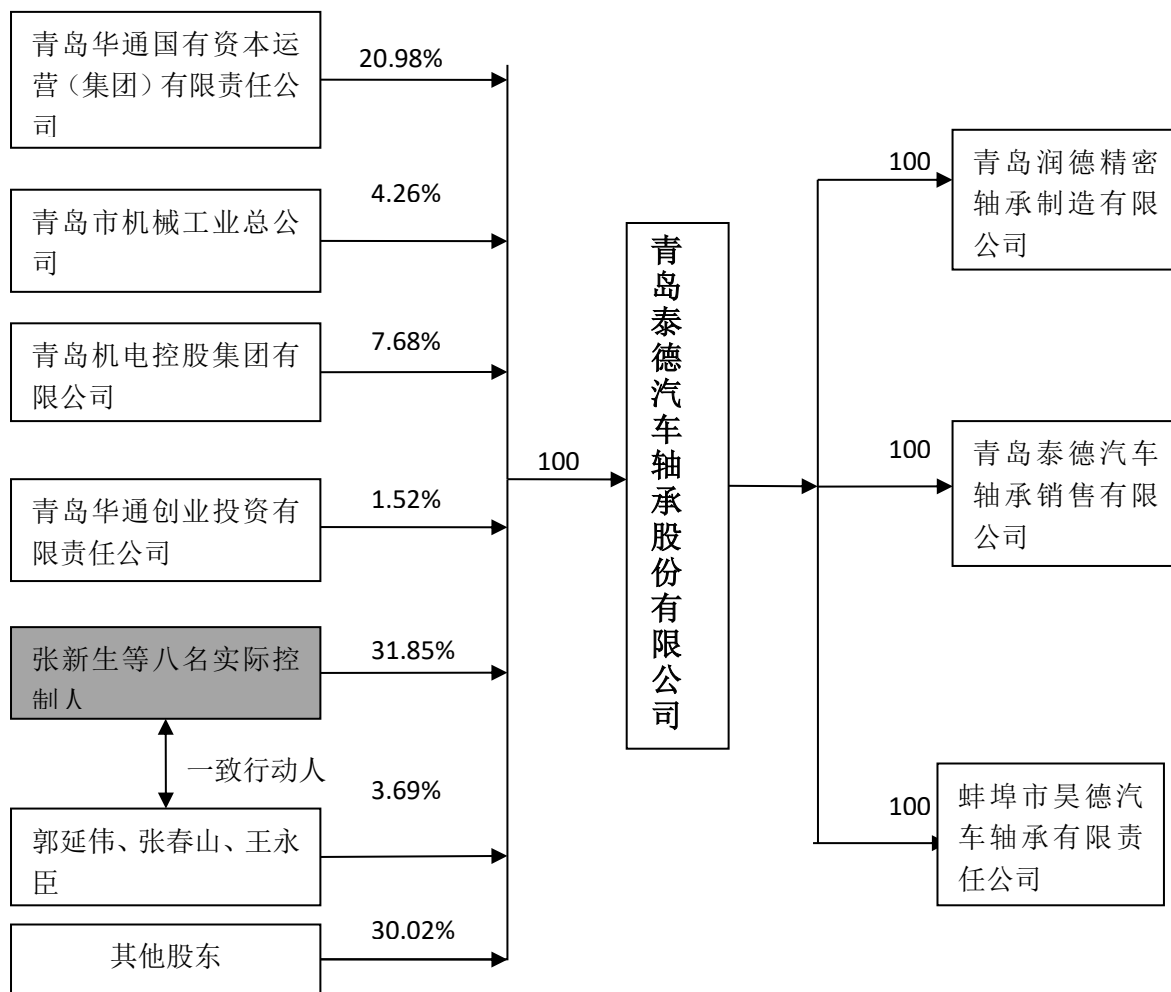 青岛华通国有资本运
营（集团）有限责任公
司
20.98%
青岛市机械工业总公
司
4.26%
青岛机电控股集团有
限公司
7.68%
青岛华通创业投资有
限责任公司
1.52%
张新生等八名实际控
制人
31.85%
一致行动人
郭延伟、张春山、王永
臣
3.69%
其他股东
30.02%
100
青岛泰德汽车轴承股份有限公司
100
青岛润德精密
轴承制造有限
公司
100
青岛泰德汽车
轴承销售有限
公司
100
蚌埠市昊德汽
车轴承有限责
任公司